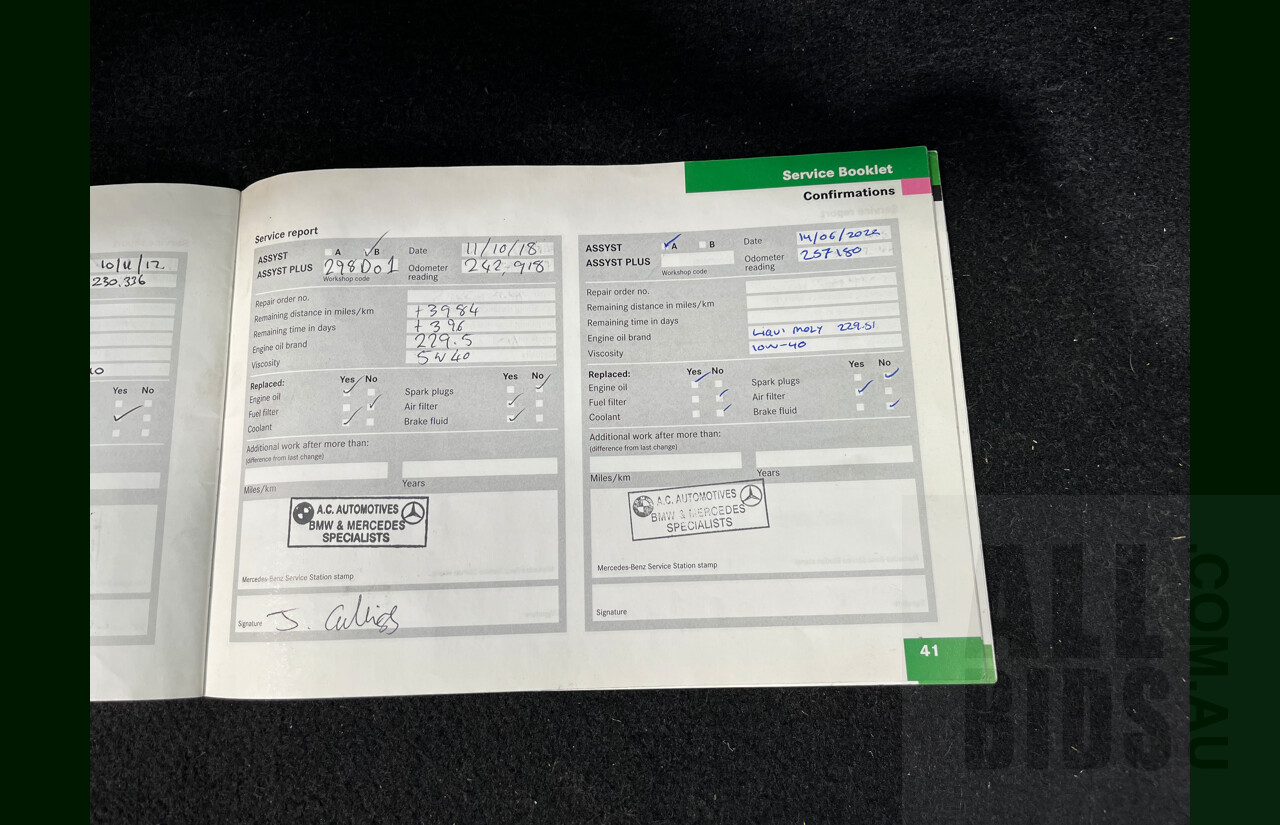 Service Booklet
Confirmations
10/11/12
230.336
Yes No
Service report
ASSYST A B Date 11/10/18
ASSYST PLUS 298D01 Odometer reading 242.918
Workshop code
Repair order no.
Remaining distance in miles/km +3984
Remaining time in days +396
Engine oil brand 229.5
Viscosity 5W40
Replaced: Yes No Yes No
Engine oil Spark plugs
Fuel filter Air filter
Coolant Brake fluid
Additional work after more than:
(difference from last change)
Miles/km Years
A.C. AUTOMOTIVES
BMW & MERCEDES
SPECIALISTS
Mercedes-Benz Service Station stamp
Signature J.
ASSYST A B Date 14/06/202
ASSYST PLUS Odometer reading 257180
Workshop code
Repair order no.
Remaining distance in miles/km
Remaining time in days
Engine oil brand LIQUI MOLY 229.51
Viscosity 10W-40
Replaced: Yes No Yes No
Engine oil Spark plugs
Fuel filter Air filter
Coolant Brake fluid
Additional work after more than:
(difference from last change)
Miles/km Years
A.C. AUTOMOTIVES
BMW & MERCEDES
SPECIALISTS
Mercedes-Benz Service Station stamp
Signature
41
ALL
BIDS
.COM.AU